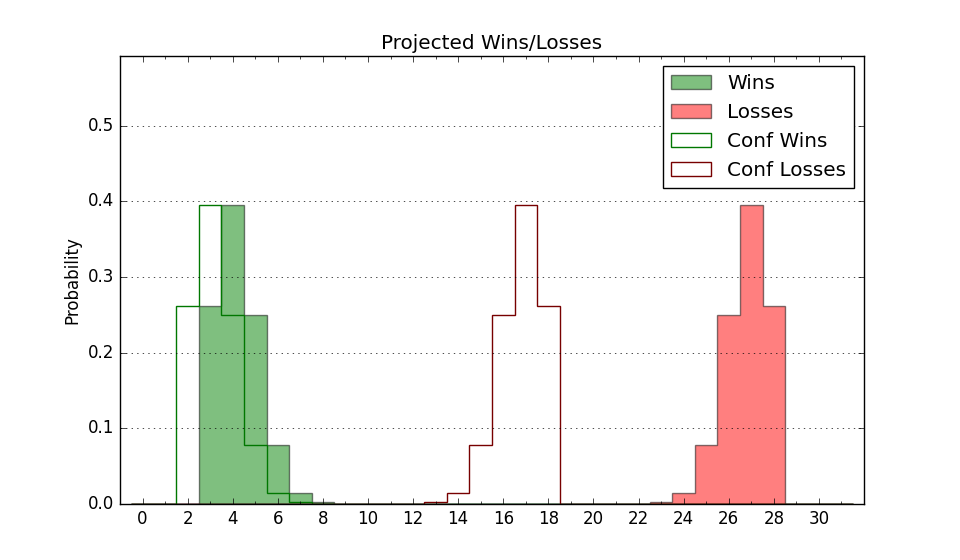 Projected Wins/Losses
Wins
Losses
Conf Wins
Conf Losses
Probability
0.5
0.4
0.3
0.2
0.1
0.0
0 2 4 6 8 10 12 14 16 18 20 22 24 26 28 30